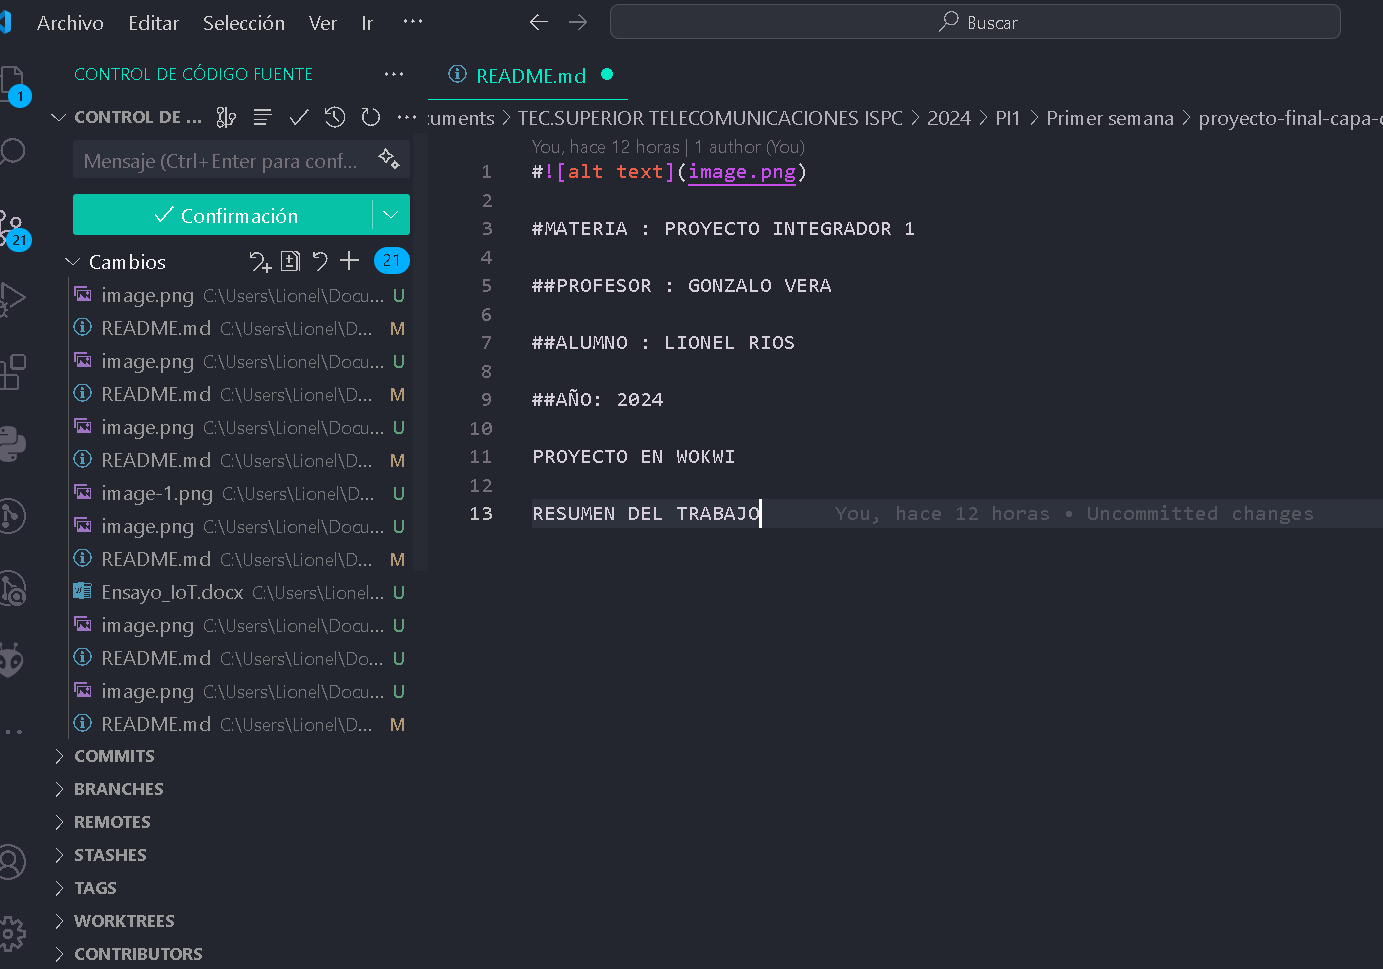 Archivo Editar Selección Ver Ir ··· Buscar
CONTROL DE CÓDIGO FUENTE ···
README.md
1
CONTROL DE ... ···
cuments > TEC.SUPERIOR TELECOMUNICACIONES ISPC > 2024 > PI1 > Primer semana > proyecto-final-capa-
You, hace 12 horas | 1 author (You)
Mensaje (Ctrl+Enter para conf...
1 #![alt text](image.png)
2
Confirmación
3 #MATERIA : PROYECTO INTEGRADOR 1
21
4
Cambios 21
5 ##PROFESOR : GONZALO VERA
image.png C:\Users\Lionel\Docu... U
6
README.md C:\Users\Lionel\D... M
7 ##ALUMNO : LIONEL RIOS
image.png C:\Users\Lionel\Docu... U
8
README.md C:\Users\Lionel\D... M
9 ##AÑO: 2024
image.png C:\Users\Lionel\Docu... U
10
README.md C:\Users\Lionel\D... M
11 PROYECTO EN WOKWI
image-1.png C:\Users\Lionel\D... U
12
13 RESUMEN DEL TRABAJO You, hace 12 horas • Uncommitted changes
image.png C:\Users\Lionel\Docu... U
README.md C:\Users\Lionel\D... M
Ensayo_IoT.docx C:\Users\Lionel... U
image.png C:\Users\Lionel\Docu... U
README.md C:\Users\Lionel\Do... U
image.png C:\Users\Lionel\Docu... U
README.md C:\Users\Lionel\D... M
COMMITS
BRANCHES
REMOTES
STASHES
TAGS
WORKTREES
CONTRIBUTORS